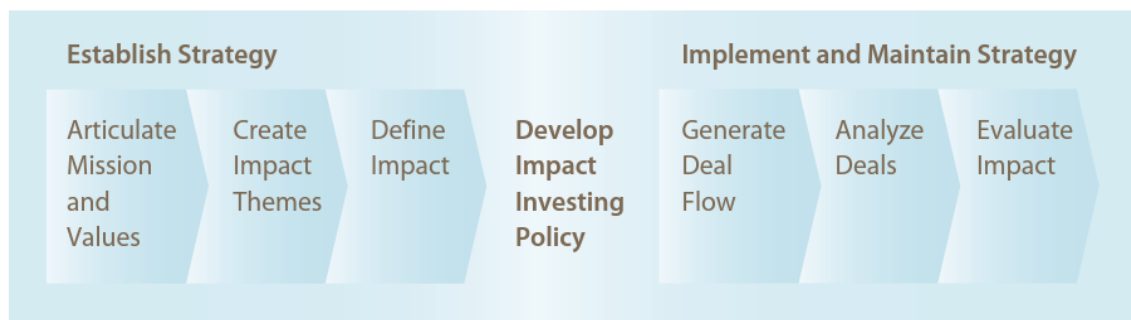 Establish Strategy
Articulate
Mission
and
Values
Create
Impact
Themes
Define
Impact
Develop
Impact
Investing
Policy
Implement and Maintain Strategy
Generate
Deal
Flow
Analyze
Deals
Evaluate
Impact